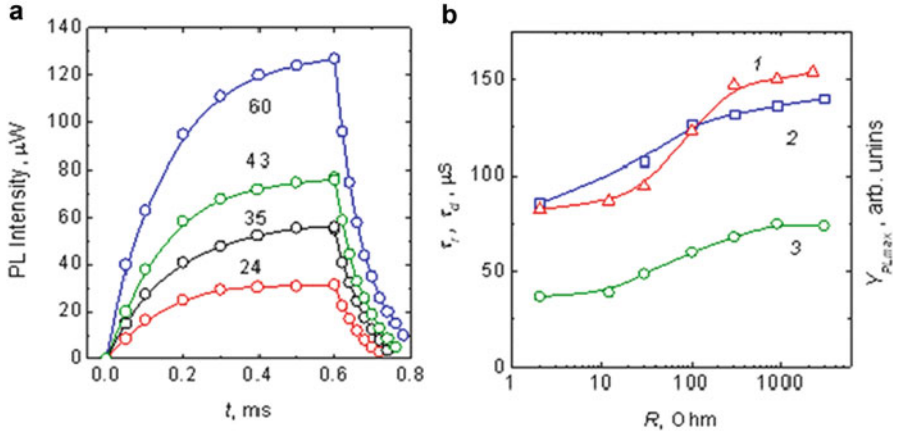 a
PL Intensity, μW
140
120
100
80
60
40
20
0
60
43
35
24
0.0 0.2 0.4 0.6 0.8
t, ms
b
τr, τd, μS
150
100
50
0
1
2
3
1 10 100 1000
R, Ohm
YPLmax, arb. unins